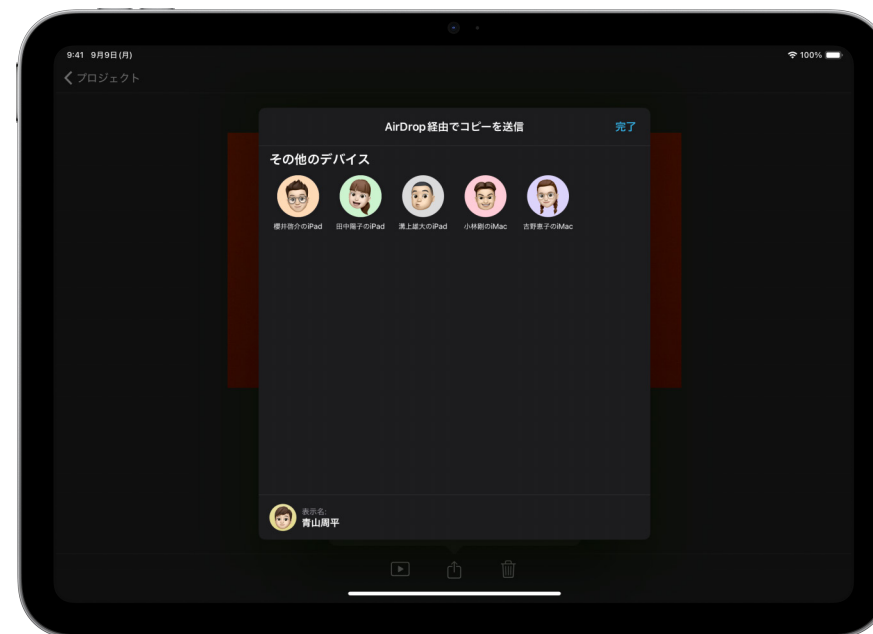 9:41 9月9日(月)
100%
プロジェクト
AirDrop経由でコピーを送信
完了
その他のデバイス
櫻井啓介のiPad
田中陽子のiPad
溝上雄大のiPad
小林剛のiMac
吉野恵子のiMac
表示名:
青山周平